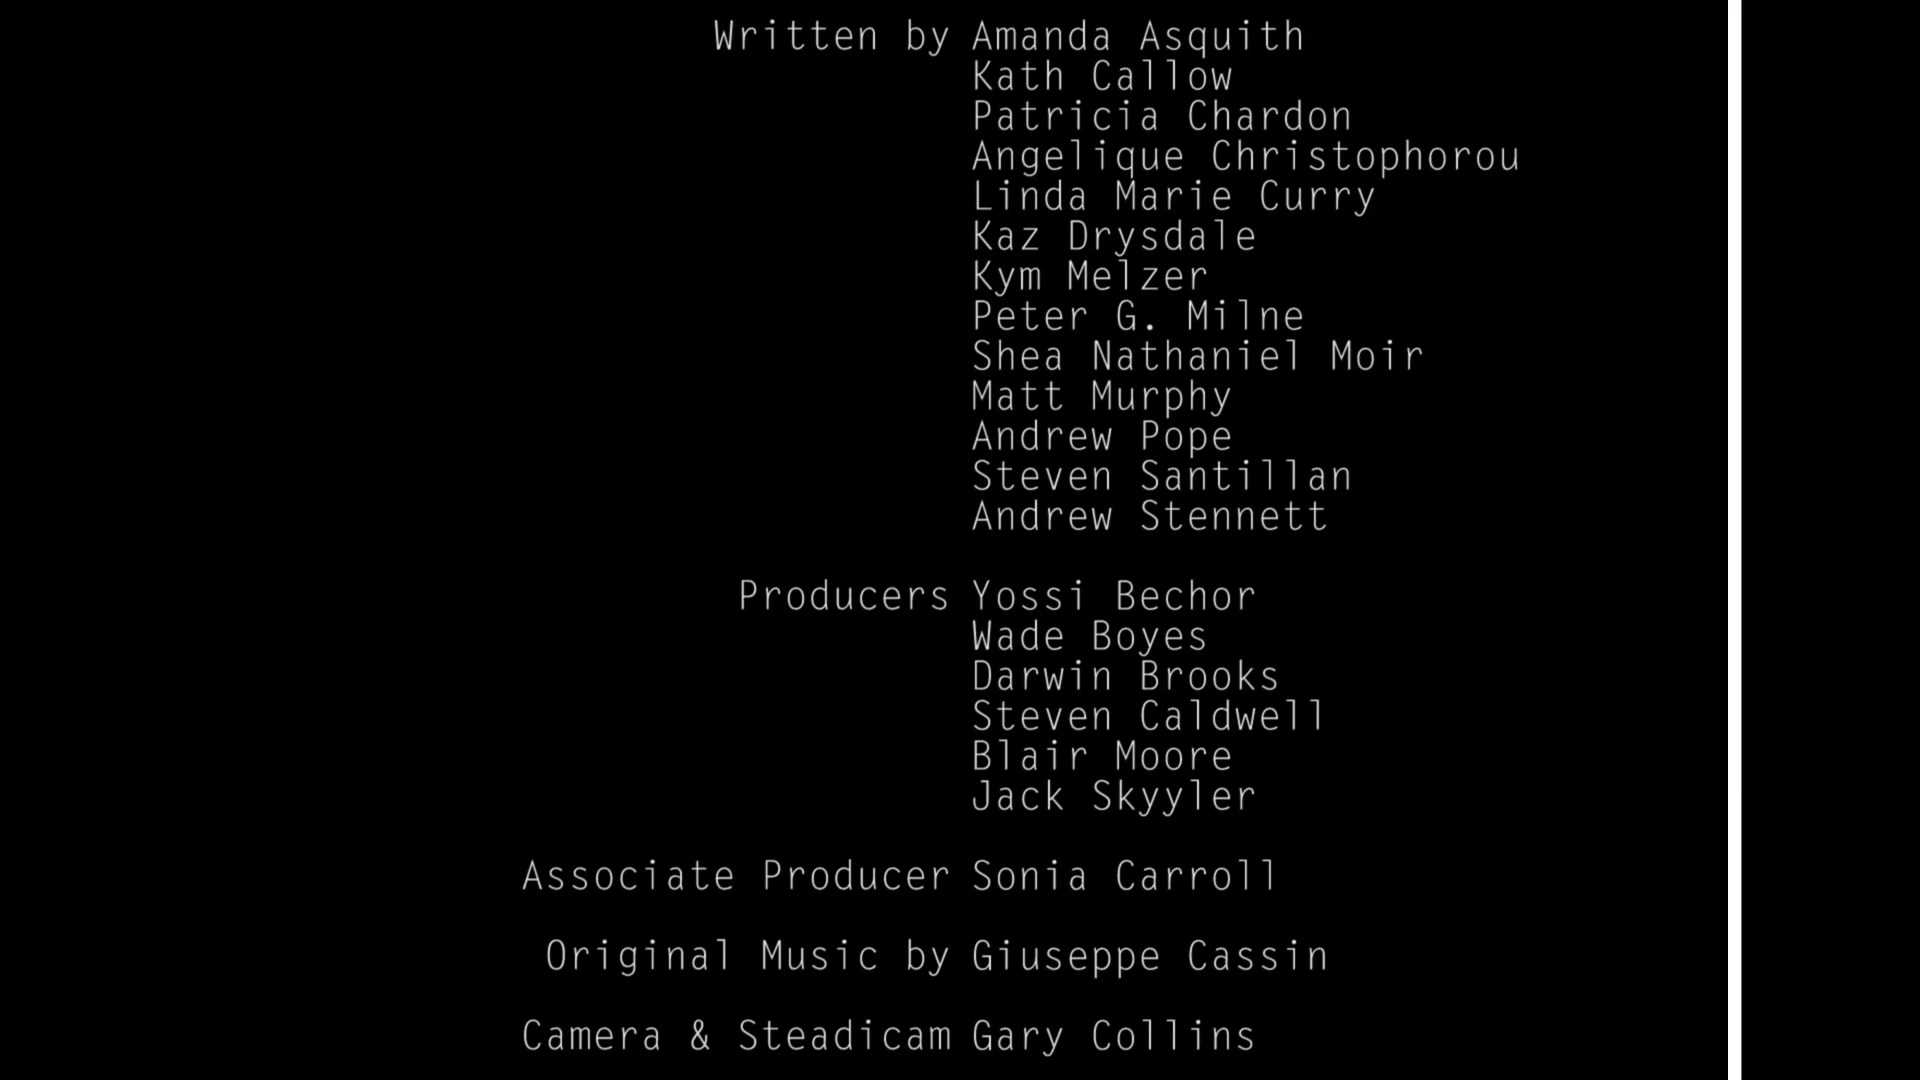 Written by Amanda Asquith
Kath Callow
Patricia Chardon
Angelique Christophorou
Linda Marie Curry
Kaz Drysdale
Kym Melzer
Peter G. Milne
Shea Nathaniel Moir
Matt Murphy
Andrew Pope
Steven Santillan
Andrew Stennett
Producers Yossi Bechor
Wade Boyes
Darwin Brooks
Steven Caldwell
Blair Moore
Jack Skyyler
Associate Producer Sonia Carroll
Original Music by Giuseppe Cassin
Camera & Steadicam Gary Collins